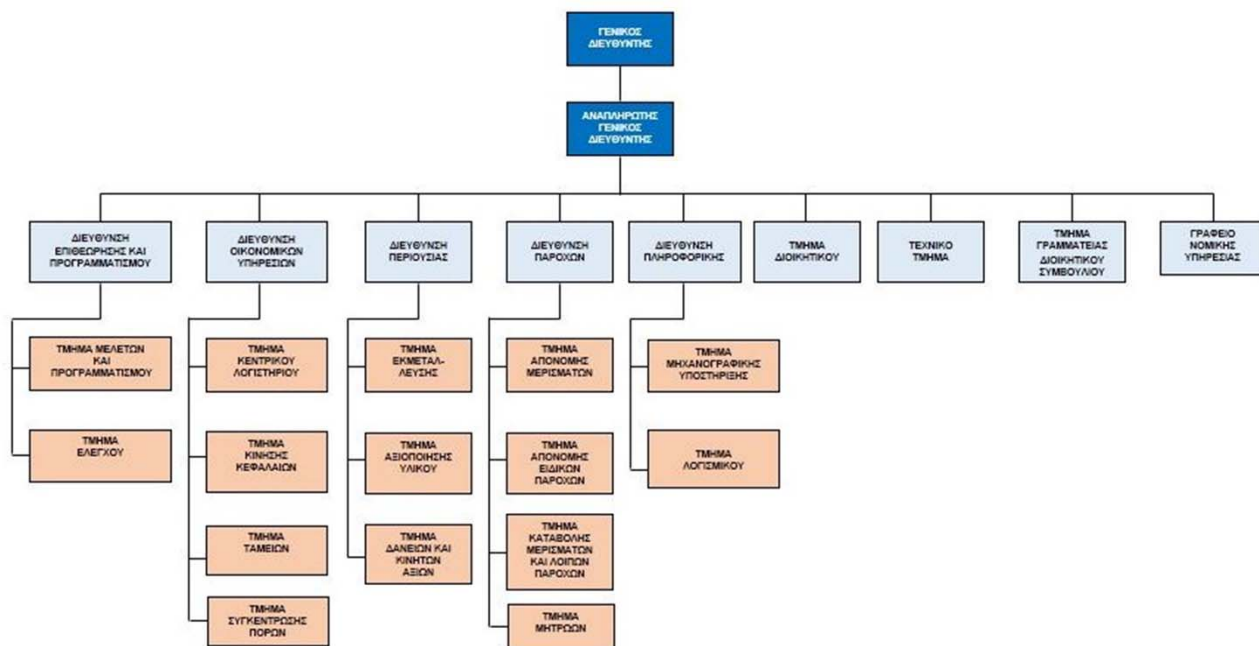 ΓΕΝΙΚΟΣ
ΔΙΕΥΘΥΝΤΗΣ
ΑΝΑΠΛΗΡΩΤΗΣ
ΓΕΝΙΚΟΣ
ΔΙΕΥΘΥΝΤΗΣ
ΔΙΕΥΘΥΝΣΗ
ΕΠΙΘΕΩΡΗΣΗΣ ΚΑΙ
ΠΡΟΓΡΑΜΜΑΤΙΣΜΟΥ
ΔΙΕΥΘΥΝΣΗ
ΟΙΚΟΝΟΜΙΚΩΝ
ΥΠΗΡΕΣΙΩΝ
ΔΙΕΥΘΥΝΣΗ
ΠΕΡΙΟΥΣΙΑΣ
ΔΙΕΥΘΥΝΣΗ
ΠΑΡΟΧΩΝ
ΔΙΕΥΘΥΝΣΗ
ΠΛΗΡΟΦΟΡΙΚΗΣ
ΤΜΗΜΑ
ΔΙΟΙΚΗΤΙΚΟΥ
ΤΕΧΝΙΚΟ
ΤΜΗΜΑ
ΤΜΗΜΑ
ΓΡΑΜΜΑΤΕΙΑΣ
ΔΙΟΙΚΗΤΙΚΟΥ
ΣΥΜΒΟΥΛΙΟΥ
ΓΡΑΦΕΙΟ
ΝΟΜΙΚΗΣ
ΥΠΗΡΕΣΙΑΣ
ΤΜΗΜΑ ΜΕΛΕΤΩΝ
ΚΑΙ
ΠΡΟΓΡΑΜΜΑΤΙΣΜΟΥ
ΤΜΗΜΑ
ΕΛΕΓΧΟΥ
ΤΜΗΜΑ
ΚΕΝΤΡΙΚΟΥ
ΛΟΓΙΣΤΗΡΙΟΥ
ΤΜΗΜΑ
ΚΙΝΗΣΗΣ
ΚΕΦΑΛΑΙΩΝ
ΤΜΗΜΑ
ΤΑΜΕΙΩΝ
ΤΜΗΜΑ
ΣΥΓΚΕΝΤΡΩΣΗΣ
ΠΟΡΩΝ
ΤΜΗΜΑ
ΕΚΜΕΤΑΛ-
ΛΕΥΣΗΣ
ΤΜΗΜΑ
ΑΞΙΟΠΟΙΗΣΗΣ
ΥΛΙΚΟΥ
ΤΜΗΜΑ
ΔΑΝΕΙΩΝ ΚΑΙ
ΚΙΝΗΤΩΝ
ΑΞΙΩΝ
ΤΜΗΜΑ
ΑΠΟΝΟΜΗΣ
ΜΕΡΙΣΜΑΤΩΝ
ΤΜΗΜΑ
ΑΠΟΝΟΜΗΣ
ΕΙΔΙΚΩΝ
ΠΑΡΟΧΩΝ
ΤΜΗΜΑ
ΚΑΤΑΒΟΛΗΣ
ΜΕΡΙΣΜΑΤΩΝ
ΚΑΙ ΛΟΙΠΩΝ
ΠΑΡΟΧΩΝ
ΤΜΗΜΑ
ΜΗΤΡΩΩΝ
ΤΜΗΜΑ
ΜΗΧΑΝΟΓΡΑΦΙΚΗΣ
ΥΠΟΣΤΗΡΙΞΗΣ
ΤΜΗΜΑ
ΛΟΓΙΣΜΙΚΟΥ